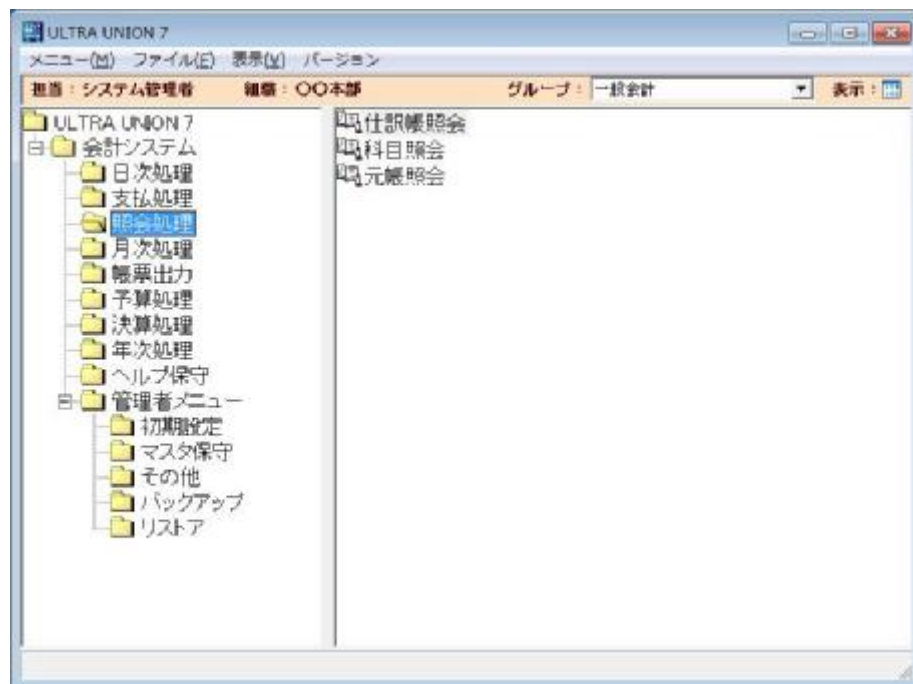 ULTRA UNION 7
メニュー(M) ファイル(E) 表示(V) バージョン
担当：システム管理者 組織：〇〇本部 グループ： 一般会計 表示：
ULTRA UNION 7
会計システム
日次処理
支払処理
照会処理
月次処理
帳票出力
予算処理
決算処理
年次処理
ヘルプ保守
管理者メニュー
初期設定
マスタ保守
その他
バックアップ
リストア
仕訳帳照会
科目照会
元帳照会